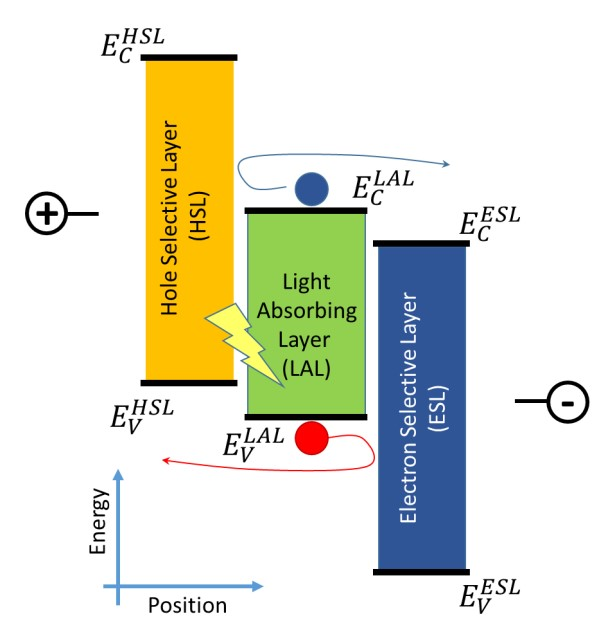 E_C^{HSL}
Hole Selective Layer
(HSL)
E_V^{HSL}
+
E_C^{LAL}
Light
Absorbing
Layer
(LAL)
E_V^{LAL}
E_C^{ESL}
Electron Selective Layer
(ESL)
-
E_V^{ESL}
Energy
Position